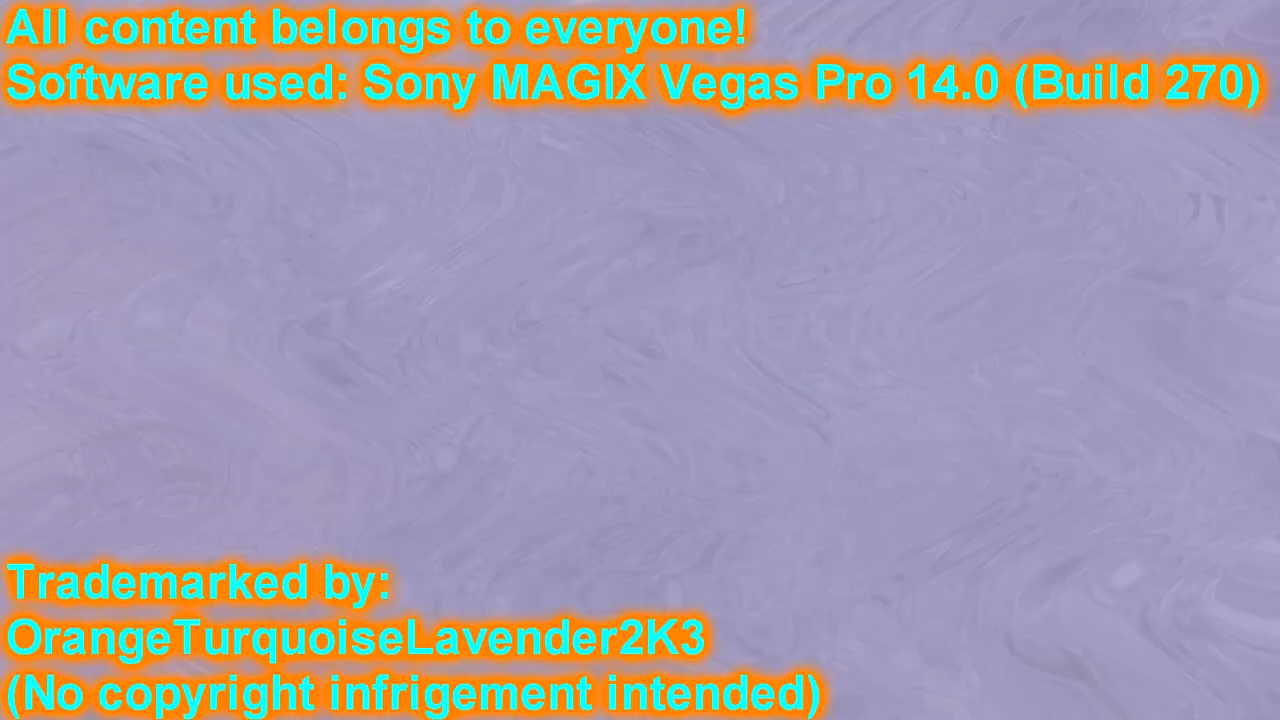 All content belongs to everyone!
Software used: Sony MAGIX Vegas Pro 14.0 (Build 270)
Trademarked by:
OrangeTurquoiseLavender2K3
(No copyright infrigement intended)